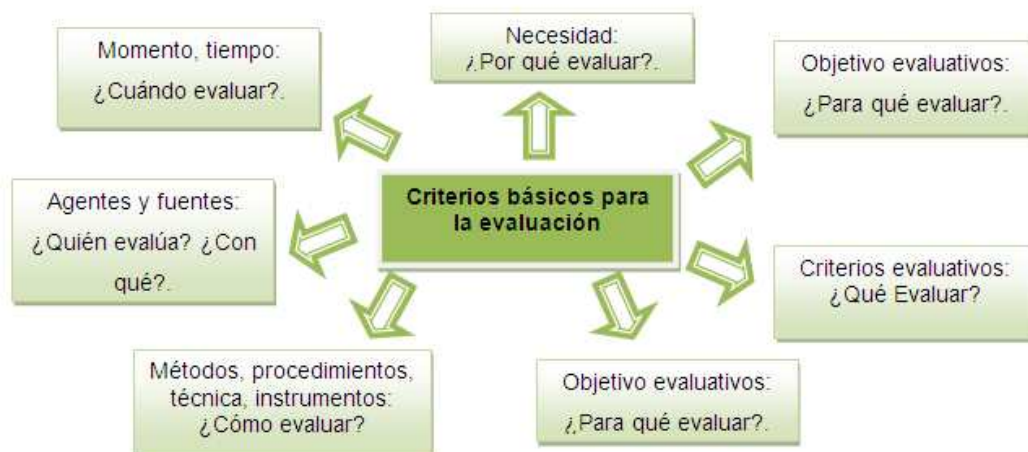 Momento, tiempo:
¿Cuándo evaluar?.
Necesidad:
¿Por qué evaluar?.
Objetivo evaluativos:
¿Para qué evaluar?.
Agentes y fuentes:
¿Quién evalúa? ¿Con
qué?.
Criterios básicos para
la evaluación
Criterios evaluativos:
¿Qué Evaluar?
Métodos, procedimientos,
técnica, instrumentos:
¿Cómo evaluar?
Objetivo evaluativos:
¿Para qué evaluar?.